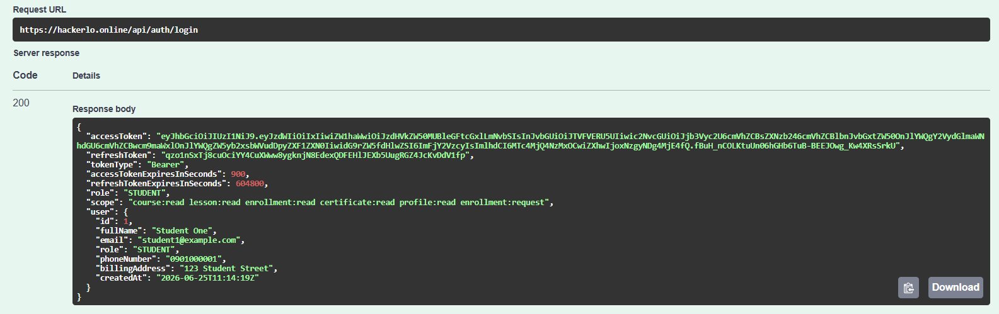 Request URL
https://hackerlo.online/api/auth/login
Server response
Code Details
200
Response body
{
"accessToken": "eyJhbGciOiJIUzI1NiJ9.eyJzdWIiOiIxIiwiZW1haWwiOiJzdHVkZW50MUBleGFtcGxlLmNvbSIsInJvbGUiOiJTVFVERU5UIiwic2NvcGUiOiJjb3Vyc2U6cmVhZCBsZXNzb246cmVhZCBlbnJvbGxtZW50OnJlYWQgY2VydGlmaWN
hdGU6cmVhZCBwcm9maWxlOnJlYWQgZW5yb2xsbWVudDpyZXF1ZXN0IiwidG9rZW5fdHlwZSI6ImFjY2VzcyIsImlhdCI6MTc4MjQ4NzMxOCwiZXhwIjoxNzgyNDg4MjE4fQ.fBuH_nCOLKtuUn06hGHb6TuB-BEEJOwg_Kw4XRsSrkU",
"refreshToken": "qzo1nSxTj8cuOciYY4CuXWww8ygknjN8EdexQDFEHlJEXb5UugRGZ4JcKvDdV1fp",
"tokenType": "Bearer",
"accessTokenExpiresInSeconds": 900,
"refreshTokenExpiresInSeconds": 604800,
"role": "STUDENT",
"scope": "course:read lesson:read enrollment:read certificate:read profile:read enrollment:request",
"user": {
"id": 1,
"fullName": "Student One",
"email": "student1@example.com",
"role": "STUDENT",
"phoneNumber": "0901000001",
"billingAddress": "123 Student Street",
"createdAt": "2026-06-25T11:14:19Z"
}
}
Download